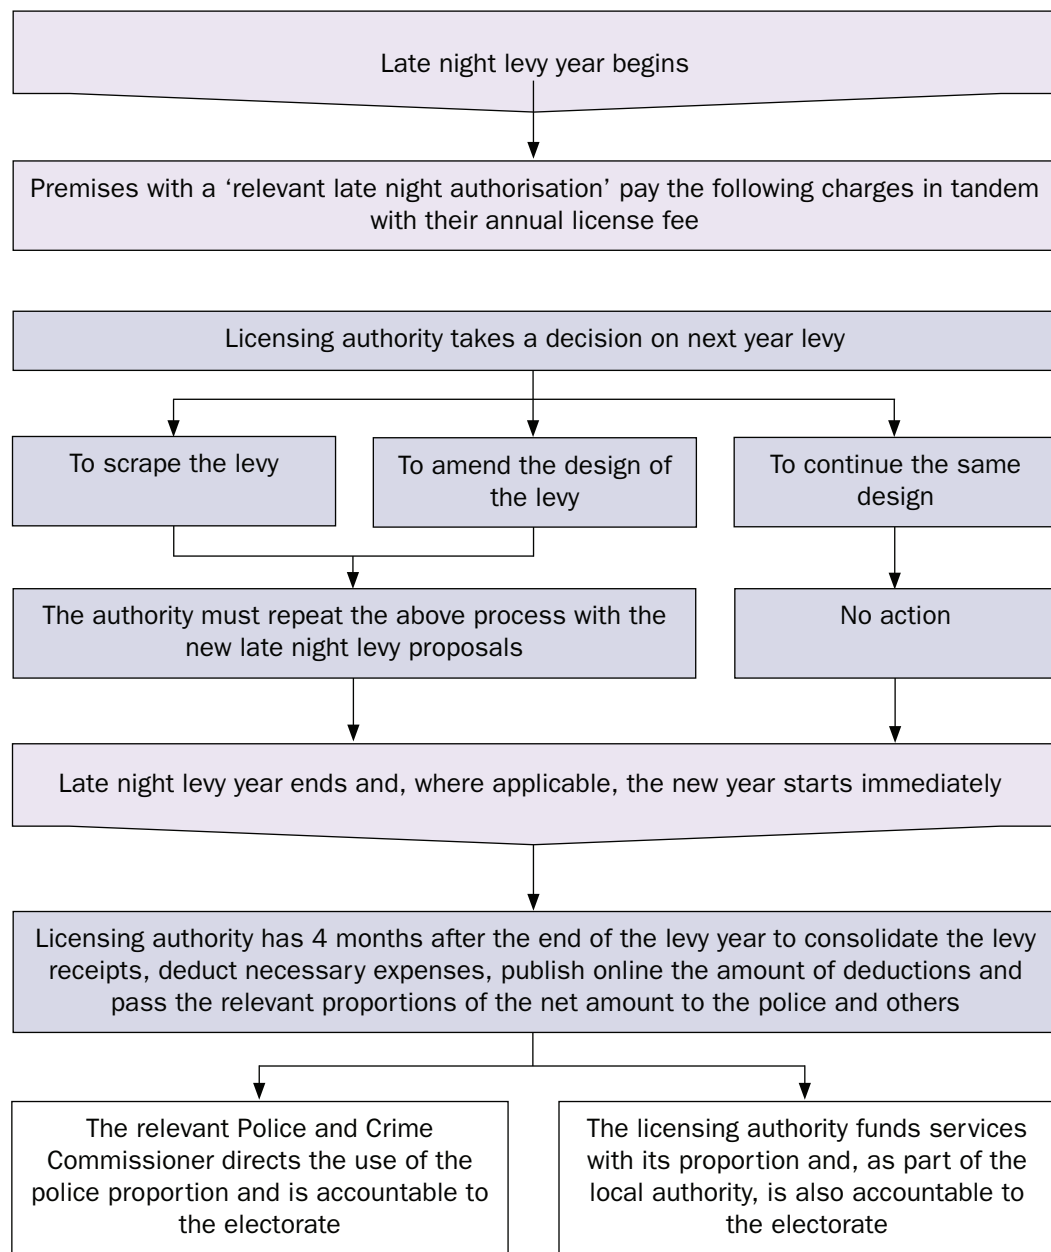 Late night levy year begins
Premises with a ‘relevant late night authorisation’ pay the following charges in tandem
with their annual license fee
Licensing authority takes a decision on next year levy
To scrape the levy
To amend the design of
the levy
To continue the same
design
The authority must repeat the above process with the
new late night levy proposals
No action
Late night levy year ends and, where applicable, the new year starts immediately
Licensing authority has 4 months after the end of the levy year to consolidate the levy
receipts, deduct necessary expenses, publish online the amount of deductions and
pass the relevant proportions of the net amount to the police and others
The relevant Police and Crime
Commissioner directs the use of the
police proportion and is accountable to
the electorate
The licensing authority funds services
with its proportion and, as part of the
local authority, is also accountable to
the electorate